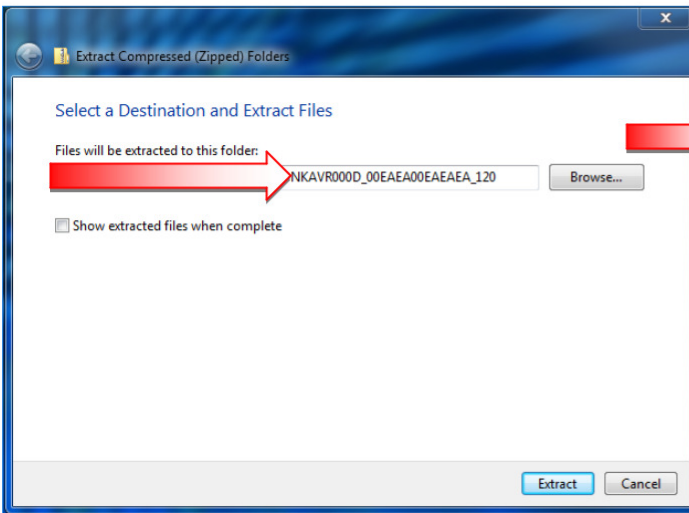 x
Extract Compressed (Zipped) Folders
Select a Destination and Extract Files
Files will be extracted to this folder:
NKAVR000D_00EAEA00EAEAEA_120
Browse...
Show extracted files when complete
Extract
Cancel